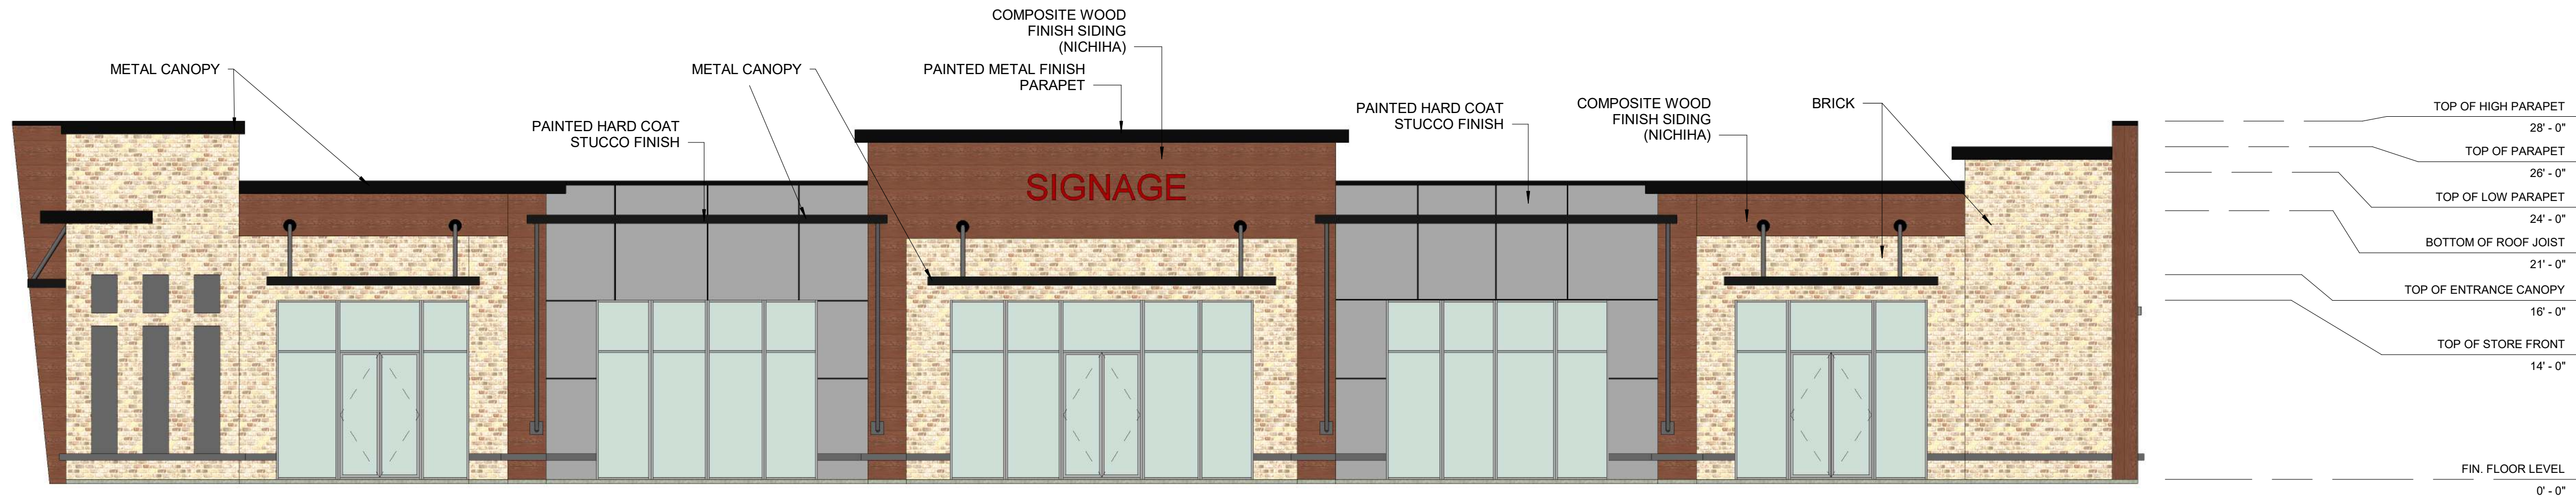 COMPOSITE WOOD
FINISH SIDING
(NICHIHA)
METAL CANOPY
METAL CANOPY
PAINTED METAL FINISH
PARAPET
PAINTED HARD COAT
STUCCO FINISH
PAINTED HARD COAT
STUCCO FINISH
COMPOSITE WOOD
FINISH SIDING
(NICHIHA)
BRICK
SIGNAGE
TOP OF HIGH PARAPET
28' - 0"
TOP OF PARAPET
26' - 0"
TOP OF LOW PARAPET
24' - 0"
BOTTOM OF ROOF JOIST
21' - 0"
TOP OF ENTRANCE CANOPY
16' - 0"
TOP OF STORE FRONT
14' - 0"
FIN. FLOOR LEVEL
0' - 0"